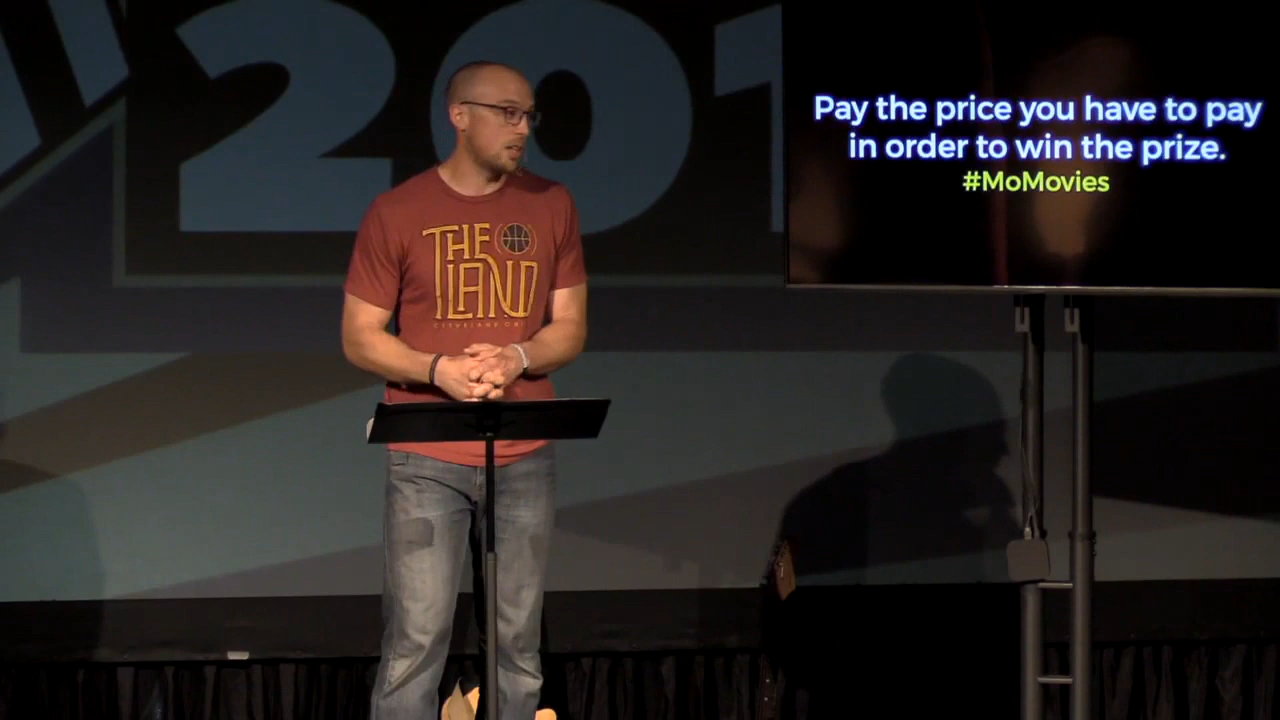 201
Pay the price you have to pay
in order to win the prize.
#MoMovies
THE
LAND